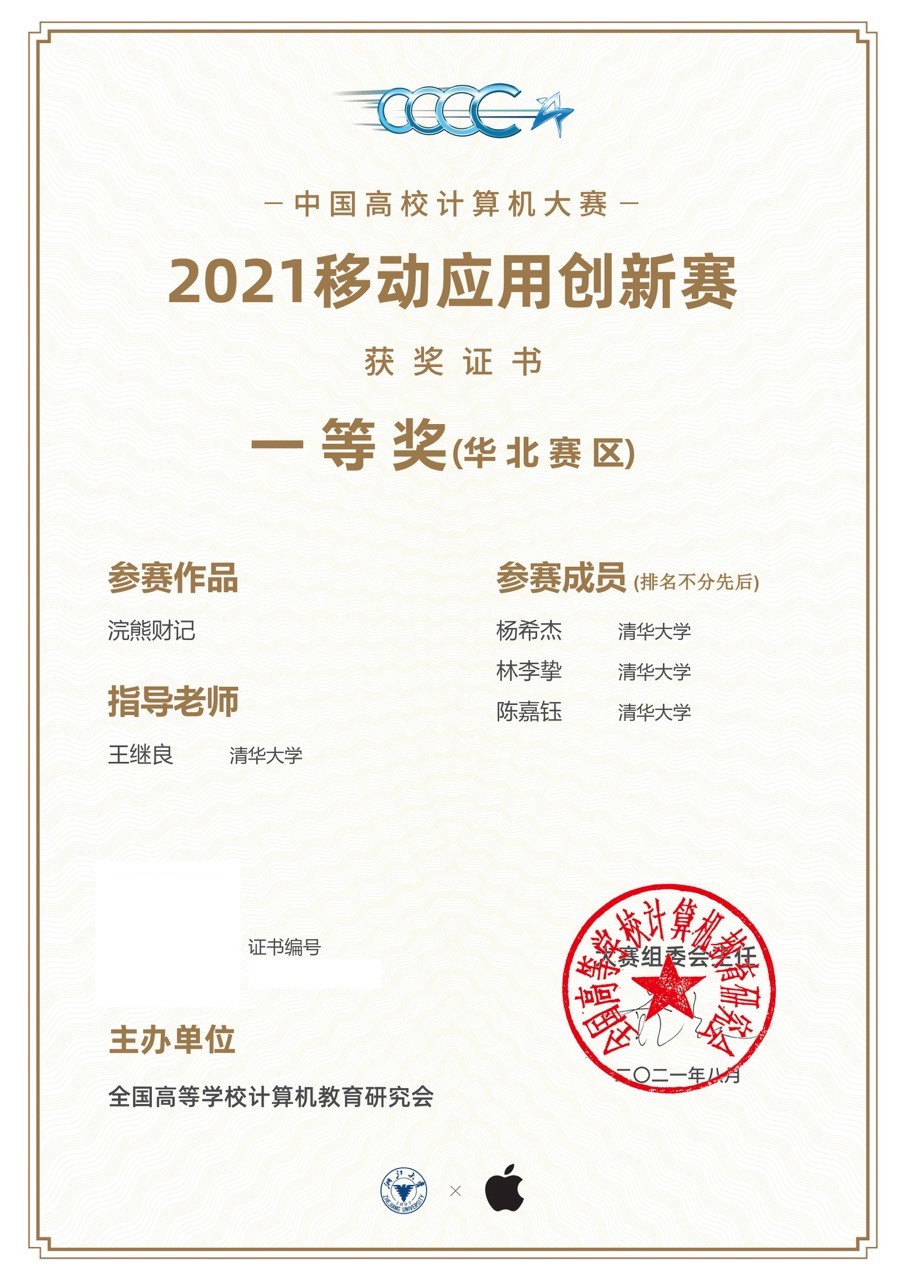 CCCC
中国高校计算机大赛
2021移动应用创新赛
获奖证书
一等奖(华北赛区)
参赛作品
浣熊财记
指导老师
王继良 清华大学
参赛成员(排名不分先后)
杨希杰 清华大学
林李挚 清华大学
陈嘉钰 清华大学
证书编号
大赛组委会主任
全国高等学校计算机教育研究会
二〇二一年八月
主办单位
全国高等学校计算机教育研究会
浙江大学
ZHEJIANG UNIVERSITY
1897
×